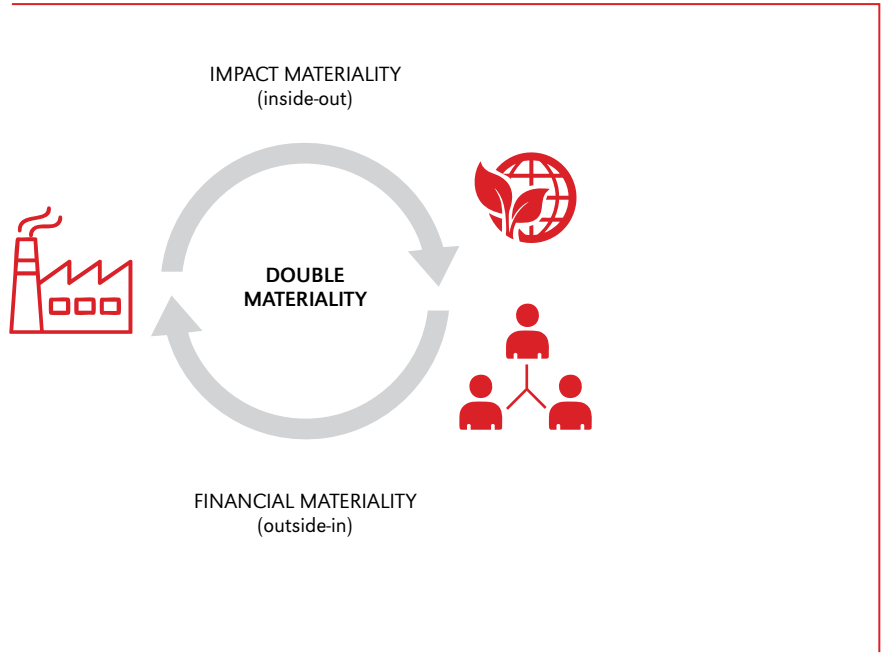 IMPACT MATERIALITY
(inside-out)
DOUBLE
MATERIALITY
FINANCIAL MATERIALITY
(outside-in)